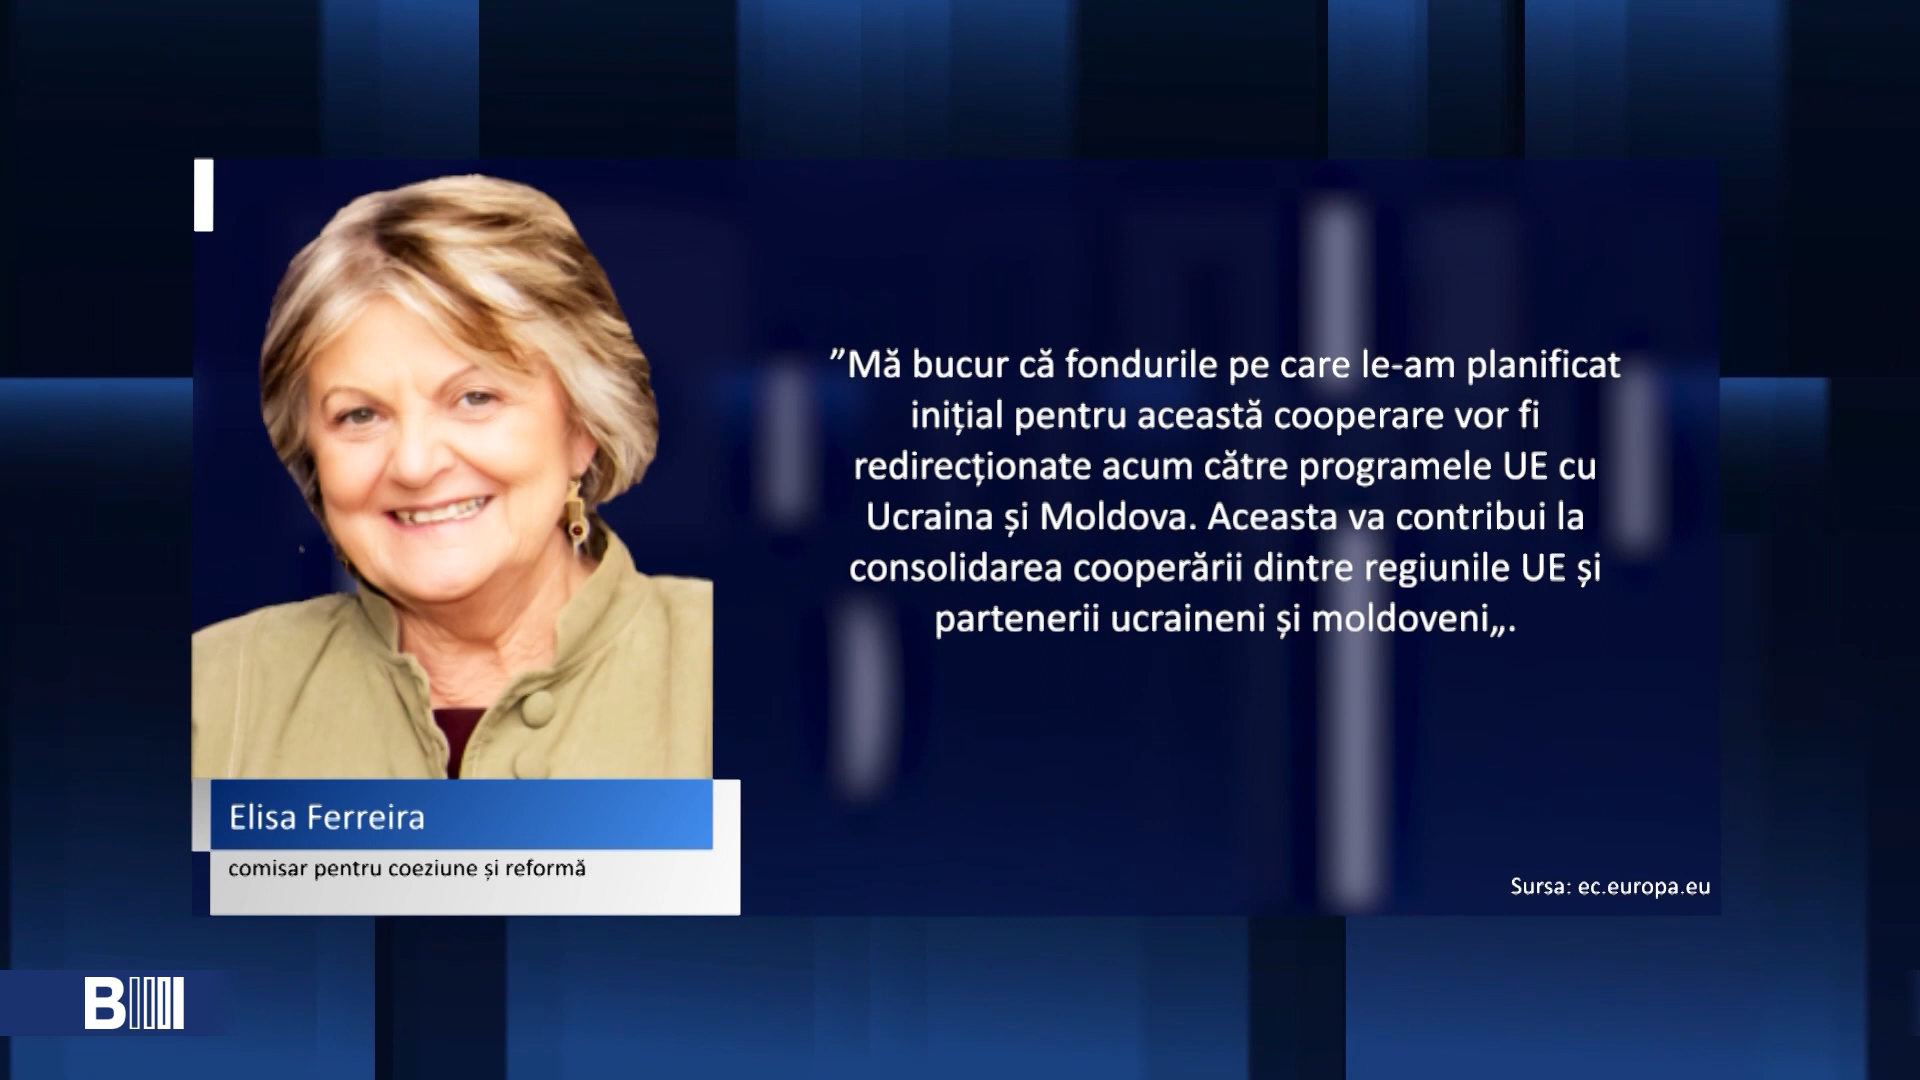 ”Mă bucur că fondurile pe care le-am planificat
inițial pentru această cooperare vor fi
redirecționate acum către programele UE cu
Ucraina și Moldova. Aceasta va contribui la
consolidarea cooperării dintre regiunile UE și
partenerii ucraineni și moldoveni„.
Elisa Ferreira
comisar pentru coeziune și reformă
Sursa: ec.europa.eu
B